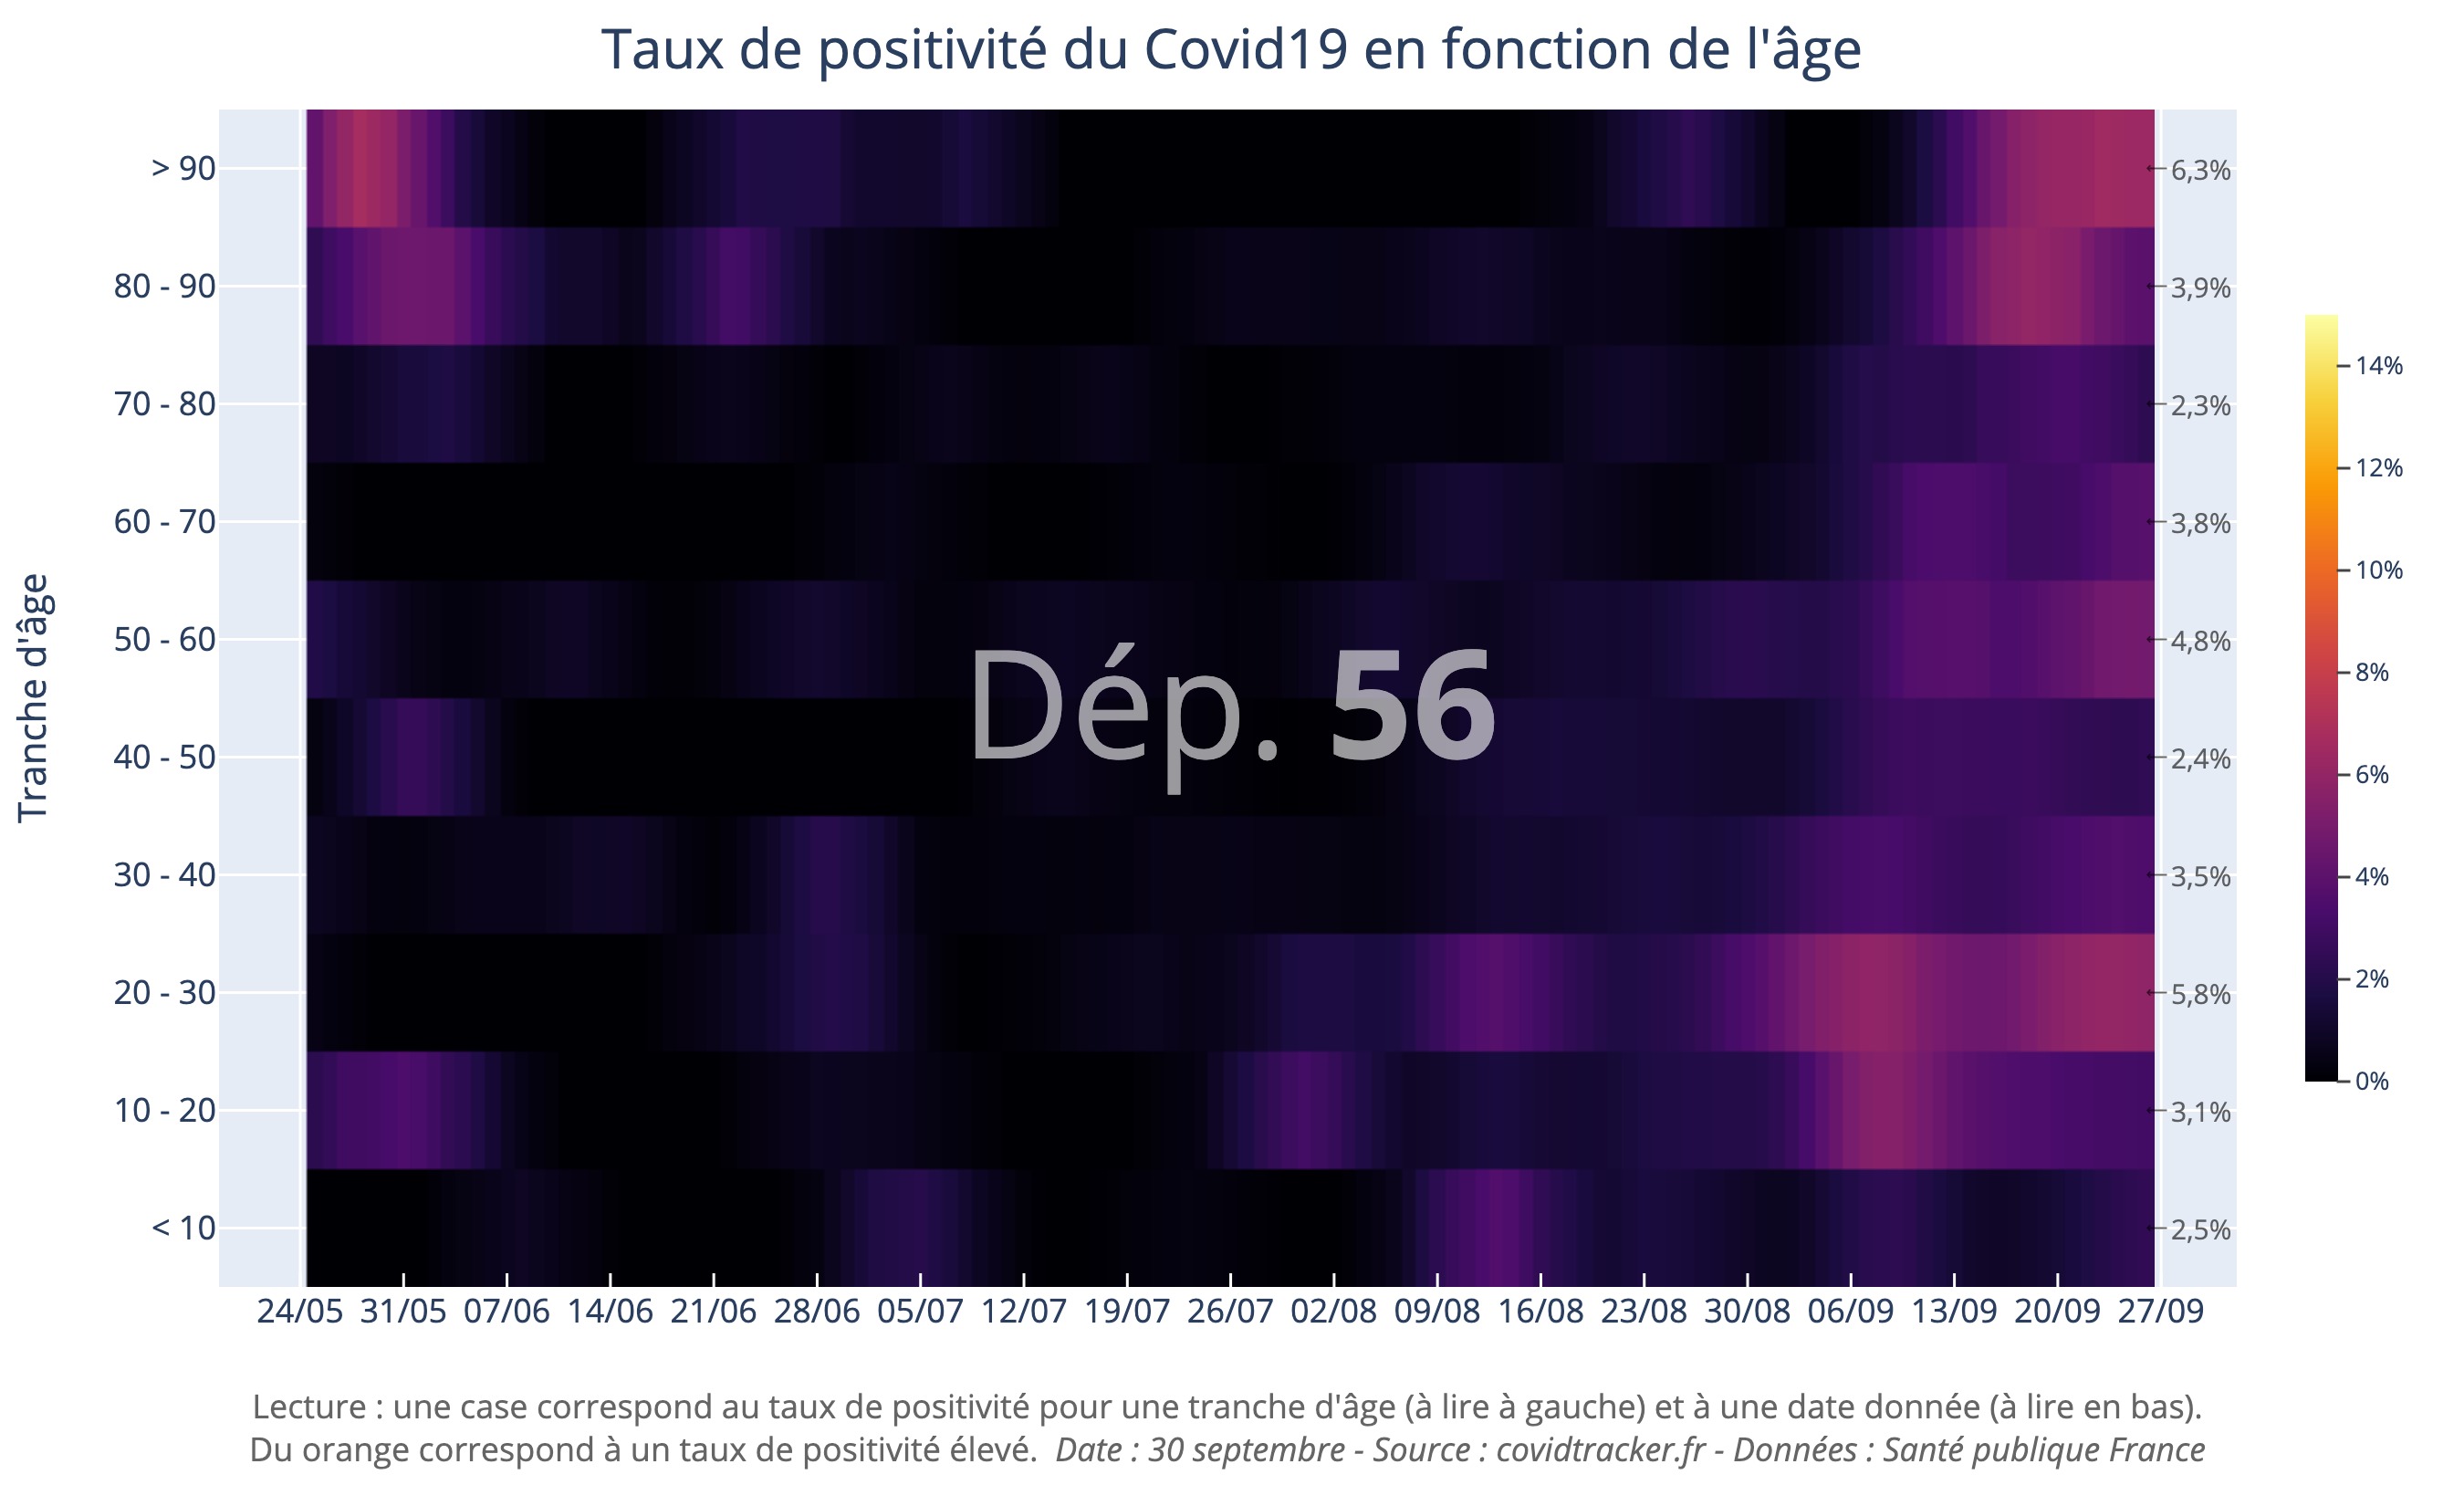 Taux de positivité du Covid19 en fonction de l'âge
Tranche d'âge
> 90
80 - 90
70 - 80
60 - 70
50 - 60
40 - 50
30 - 40
20 - 30
10 - 20
< 10
Dép. 56
6,3%
3,9%
2,3%
3,8%
4,8%
2,4%
3,5%
5,8%
3,1%
2,5%
14%
12%
10%
8%
6%
4%
2%
0%
24/05 31/05 07/06 14/06 21/06 28/06 05/07 12/07 19/07 26/07 02/08 09/08 16/08 23/08 30/08 06/09 13/09 20/09 27/09
Lecture : une case correspond au taux de positivité pour une tranche d'âge (à lire à gauche) et à une date donnée (à lire en bas).
Du orange correspond à un taux de positivité élevé. Date : 30 septembre - Source : covidtracker.fr - Données : Santé publique France